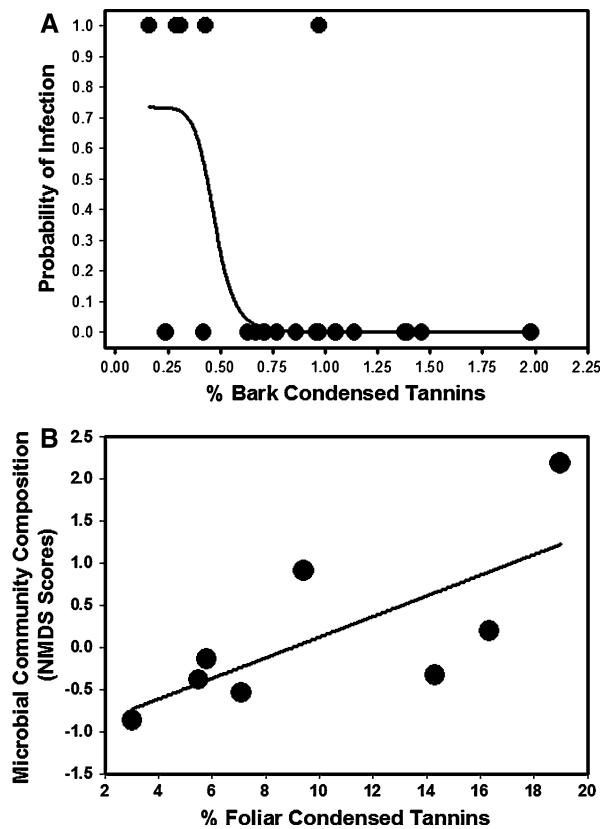 A
Probability of Infection
1.0
0.9
0.8
0.7
0.6
0.5
0.4
0.3
0.2
0.1
0.0
0.00 0.25 0.50 0.75 1.00 1.25 1.50 1.75 2.00 2.25
% Bark Condensed Tannins
B
Microbial Community Composition
(NMDS Scores)
2.5
2.0
1.5
1.0
0.5
0.0
-0.5
-1.0
-1.5
2 4 6 8 10 12 14 16 18 20
% Foliar Condensed Tannins